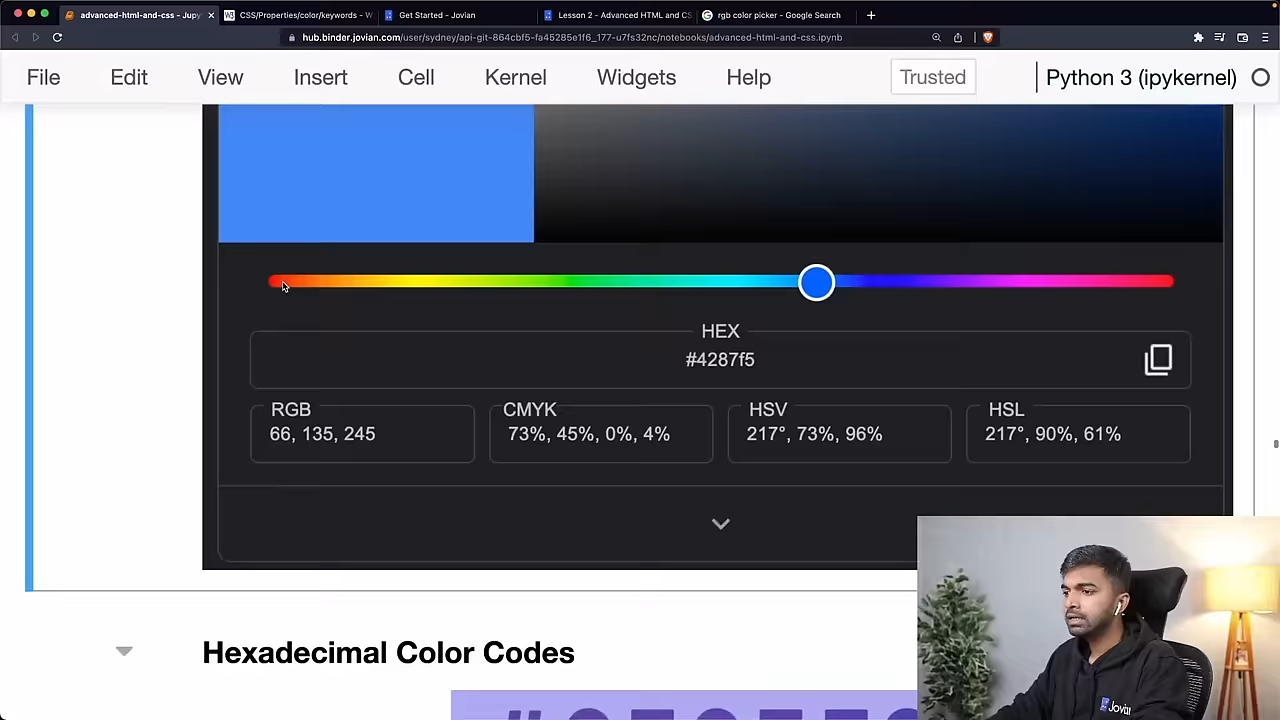 advanced-html-and-css - Jupy
CSS/Properties/color/keywords - W
Get Started - Jovian
Lesson 2 - Advanced HTML and CS
rgb color picker - Google Search
hub.binder.jovian.com/user/sydney/api-git-864cbf5-fa45285e1f6_177-u7fs32nc/notebooks/advanced-html-and-css.ipynb
File Edit View Insert Cell Kernel Widgets Help Trusted Python 3 (ipykernel)
HEX
#4287f5
RGB
66, 135, 245
CMYK
73%, 45%, 0%, 4%
HSV
217°, 73%, 96%
HSL
217°, 90%, 61%
Hexadecimal Color Codes
Jovian